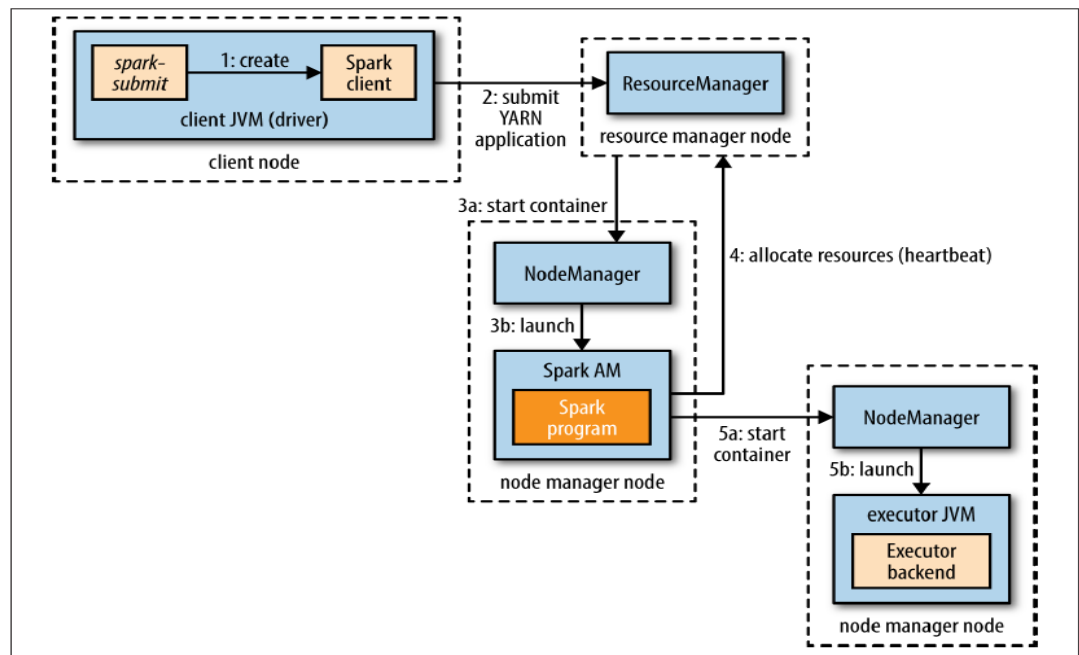 spark-
submit
1: create
Spark
client
client JVM (driver)
client node
2: submit
YARN
application
ResourceManager
resource manager node
3a: start container
NodeManager
3b: launch
Spark AM
Spark
program
node manager node
4: allocate resources (heartbeat)
5a: start
container
NodeManager
5b: launch
executor JVM
Executor
backend
node manager node